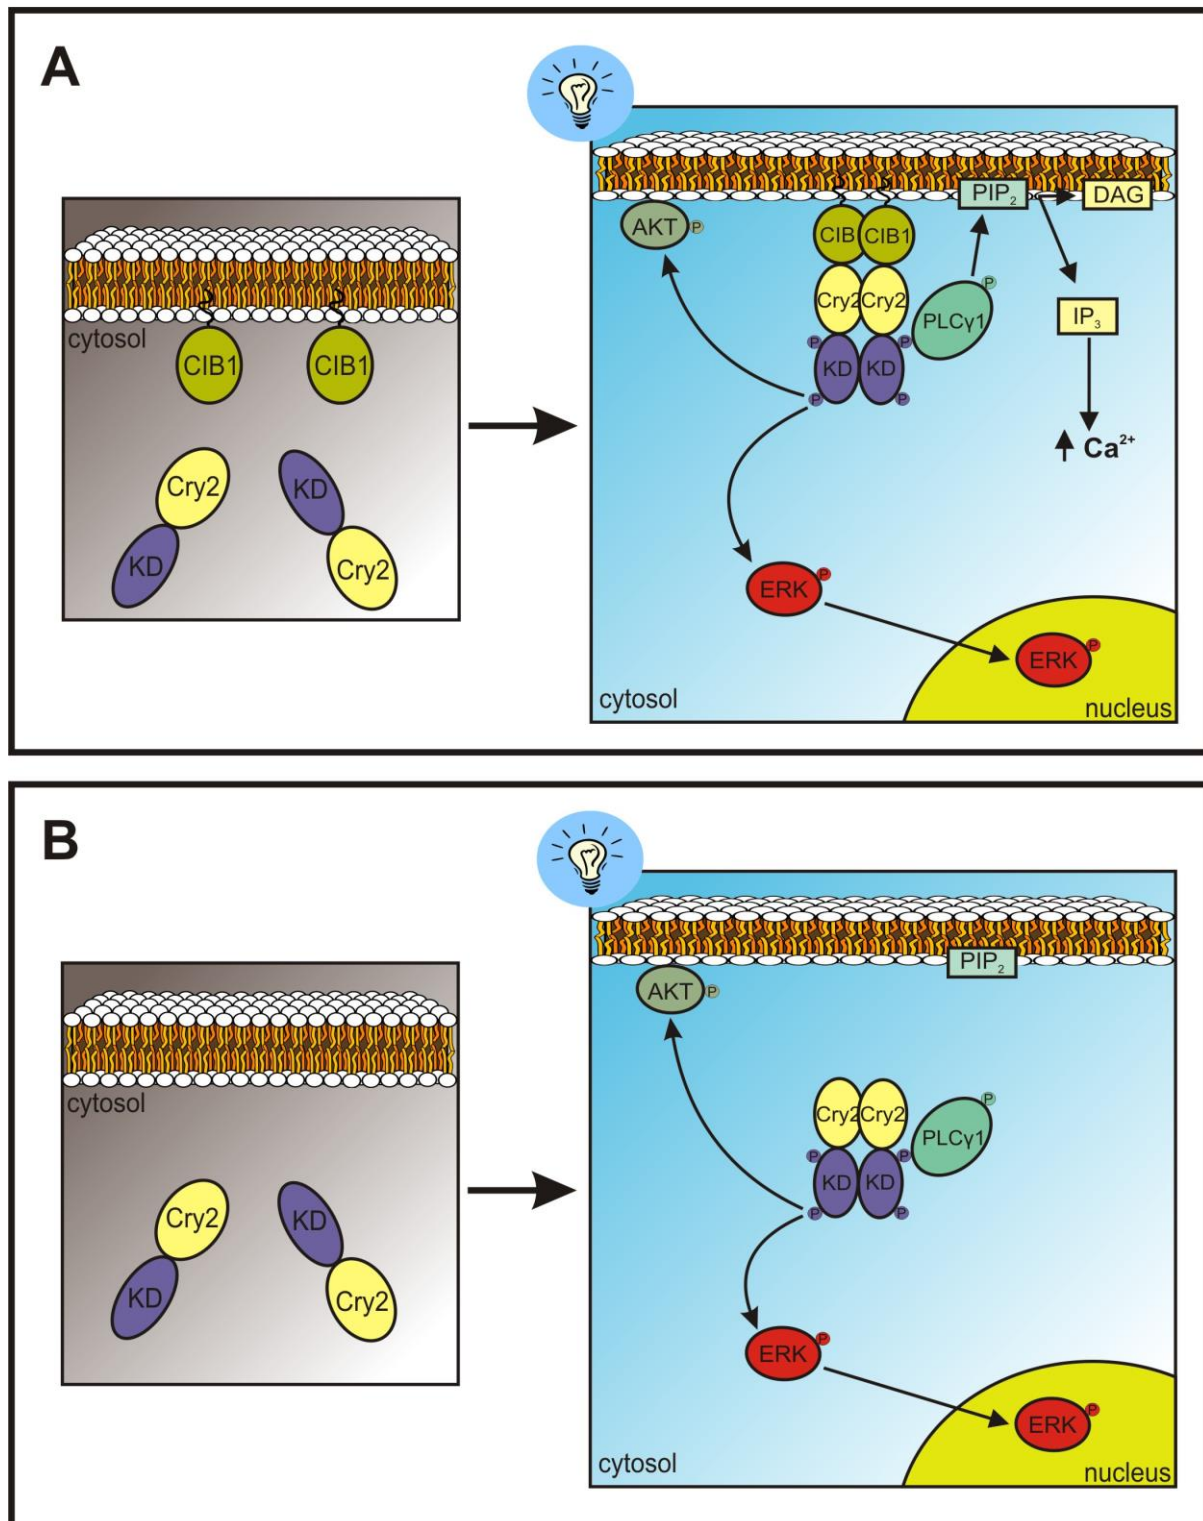 A
cytosol
CIB1
CIB1
Cry2
KD
KD
Cry2
AKT
P
CIB
CIB1
Cry2
Cry2
P
KD
KD
P
P
P
PLCγ1
P
PIP2
DAG
IP3
Ca2+
ERK
P
ERK
P
cytosol
nucleus
B
cytosol
Cry2
KD
KD
Cry2
AKT
P
PIP2
Cry2
Cry2
P
KD
KD
P
P
P
PLCγ1
P
ERK
P
ERK
P
cytosol
nucleus